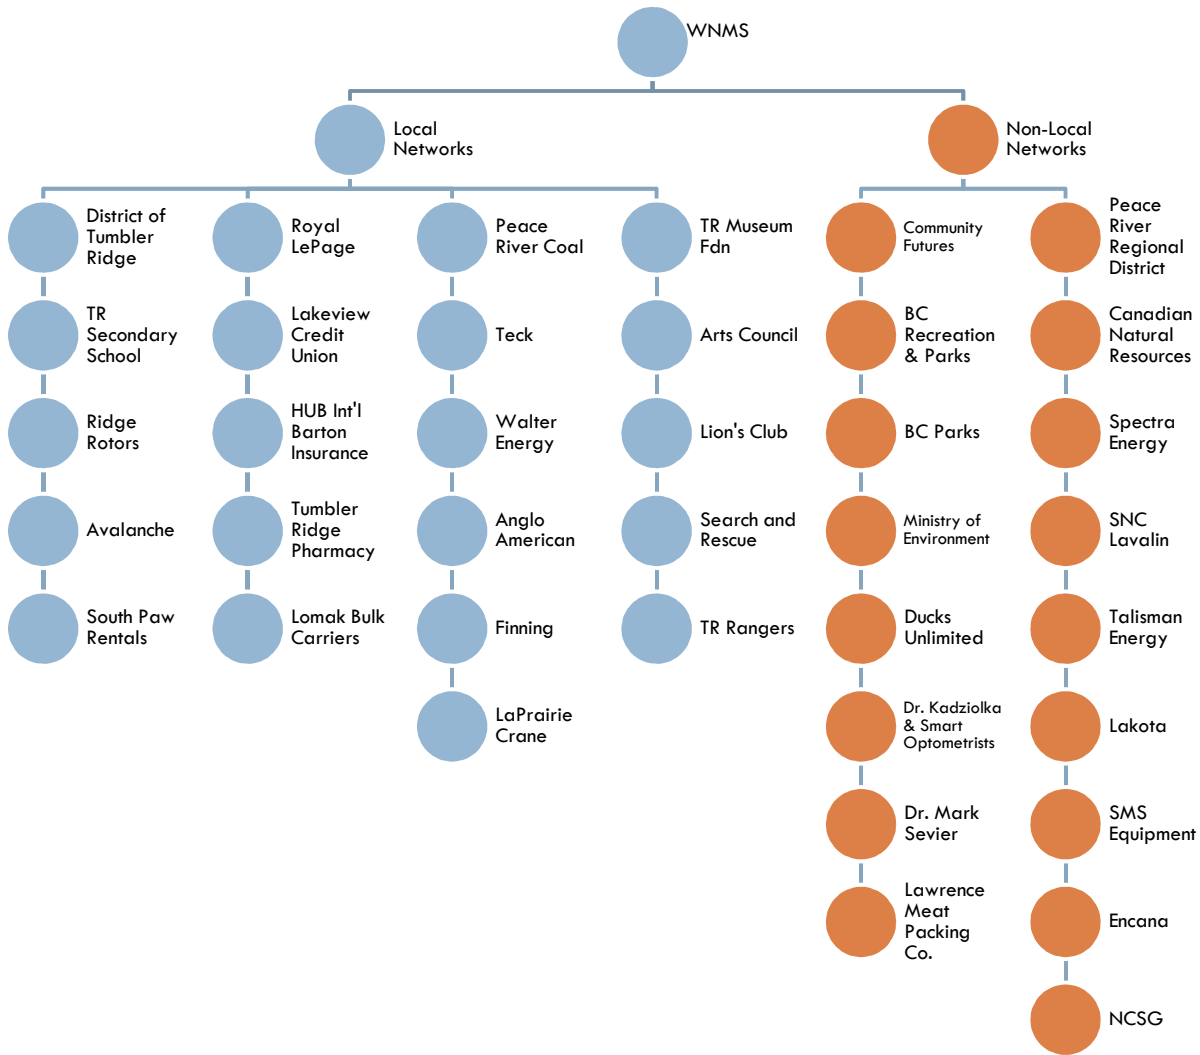 WNMS
Local
Networks
Non-Local
Networks
District of
Tumbler
Ridge
TR
Secondary
School
Ridge
Rotors
Avalanche
South Paw
Rentals
Royal
LePage
Lakeview
Credit
Union
HUB Int'l
Barton
Insurance
Tumbler
Ridge
Pharmacy
Lomak Bulk
Carriers
Peace
River Coal
Teck
Walter
Energy
Anglo
American
Finning
LaPrairie
Crane
TR Museum
Fdn
Arts Council
Lion's Club
Search and
Rescue
TR Rangers
Community
Futures
BC
Recreation
& Parks
BC Parks
Ministry of
Environment
Ducks
Unlimited
Dr. Kadziolka
& Smart
Optometrists
Dr. Mark
Sevier
Lawrence
Meat
Packing
Co.
Peace
River
Regional
District
Canadian
Natural
Resources
Spectra
Energy
SNC
Lavalin
Talisman
Energy
Lakota
SMS
Equipment
Encana
NCSG